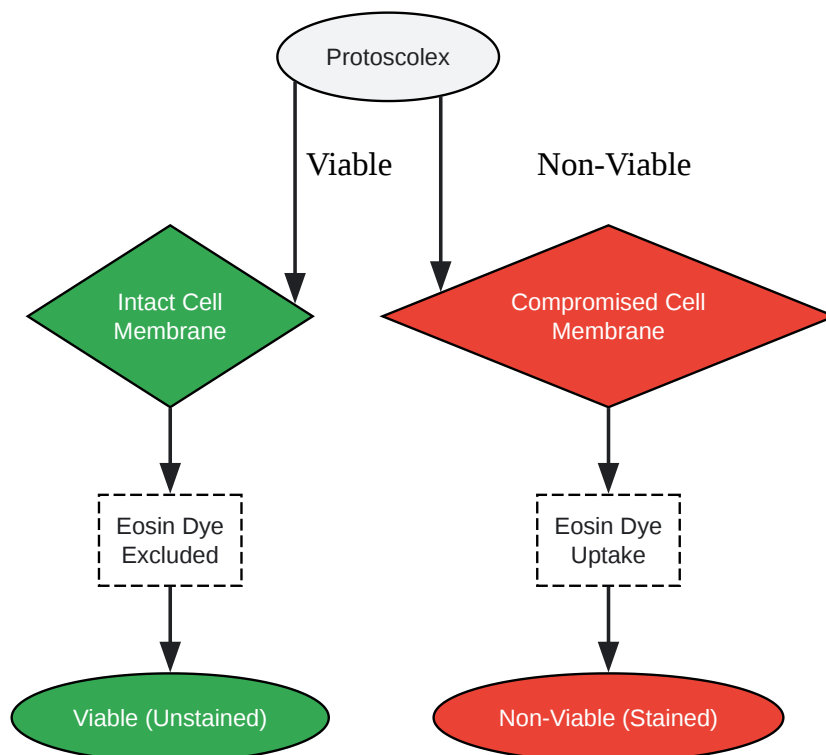 Protoscolex
Viable
Non-Viable
Intact Cell
Membrane
Compromised Cell
Membrane
Eosin Dye
Excluded
Eosin Dye
Uptake
Viable (Unstained)
Non-Viable (Stained)